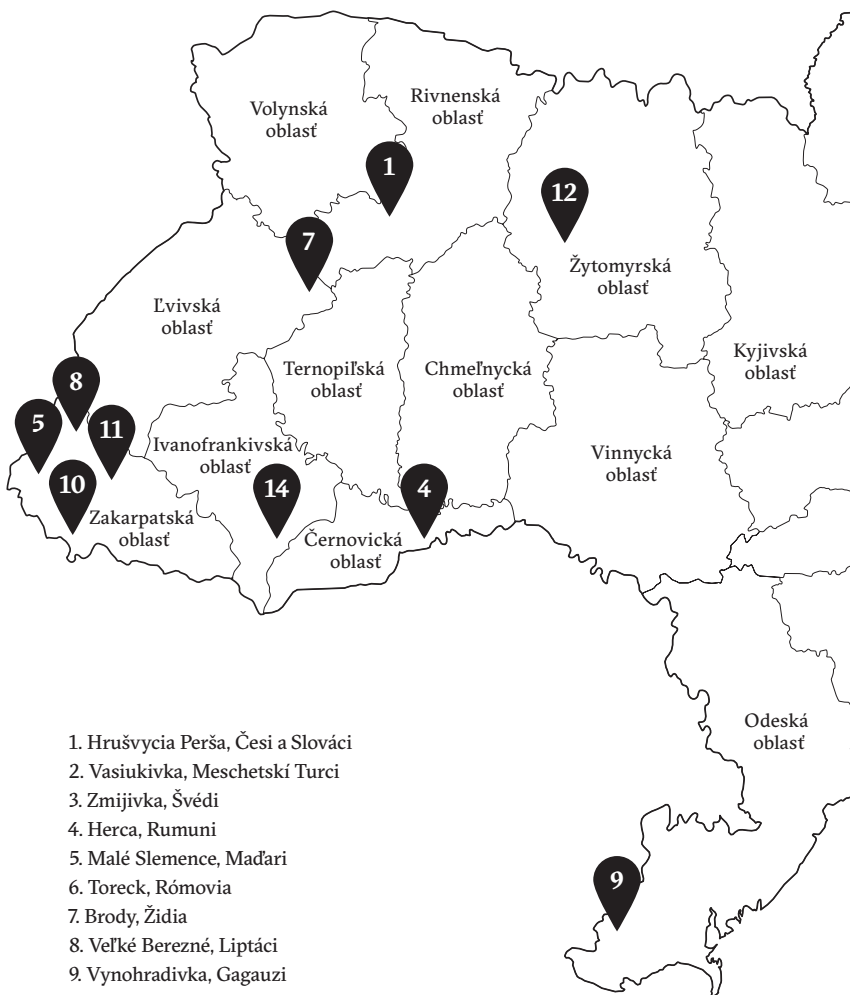 Volynská
oblasť
Rivnenská
oblasť
1
12
7
Žytomyrská
oblasť
Ľvivská
oblasť
Kyjivská
oblasť
Ternopiľská
oblasť
Chmeľnycká
oblasť
8
5
11
Ivanofrankivská
oblasť
Vinnycká
oblasť
10
14
4
Zakarpatská
oblasť
Černovická
oblasť
Odeská
oblasť
1. Hrušvycia Perša, Česi a Slováci
2. Vasiukivka, Meschetskí Turci
3. Zmijivka, Švédi
4. Herca, Rumuni
5. Malé Slemence, Maďari
6. Toreck, Rómovia
7. Brody, Židia
8. Veľké Berezné, Liptáci
9. Vynohradivka, Gagauzi
9